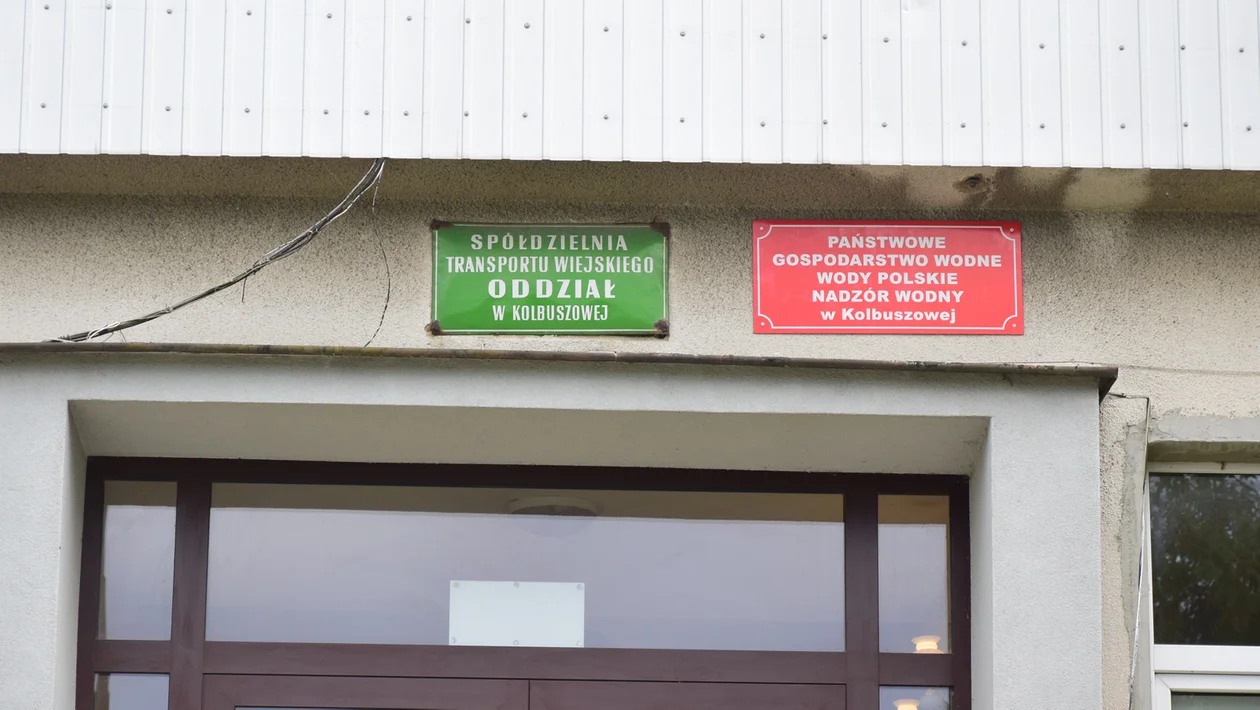 SPÓŁDZIELNIA
TRANSPORTU WIEJSKIEGO
ODDZIAŁ
W KOLBUSZOWEJ
PAŃSTWOWE
GOSPODARSTWO WODNE
WODY POLSKIE
NADZÓR WODNY
w Kolbuszowej